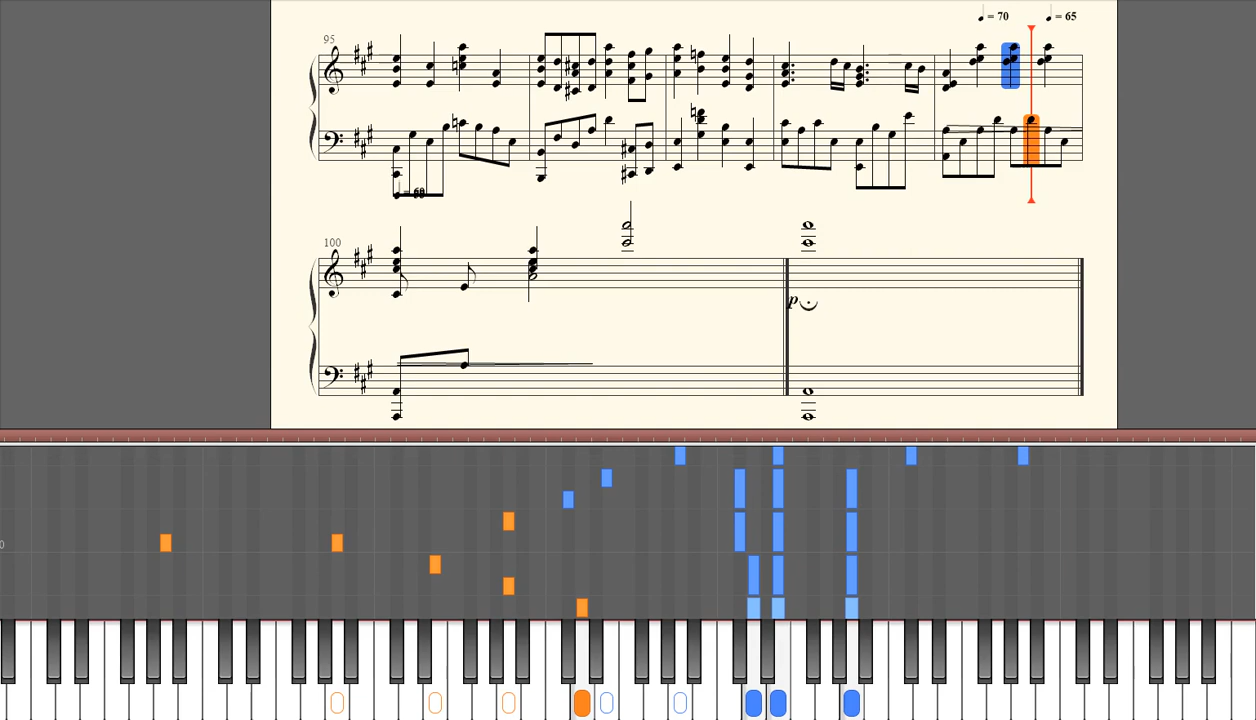 = 70
= 65
95
100
p